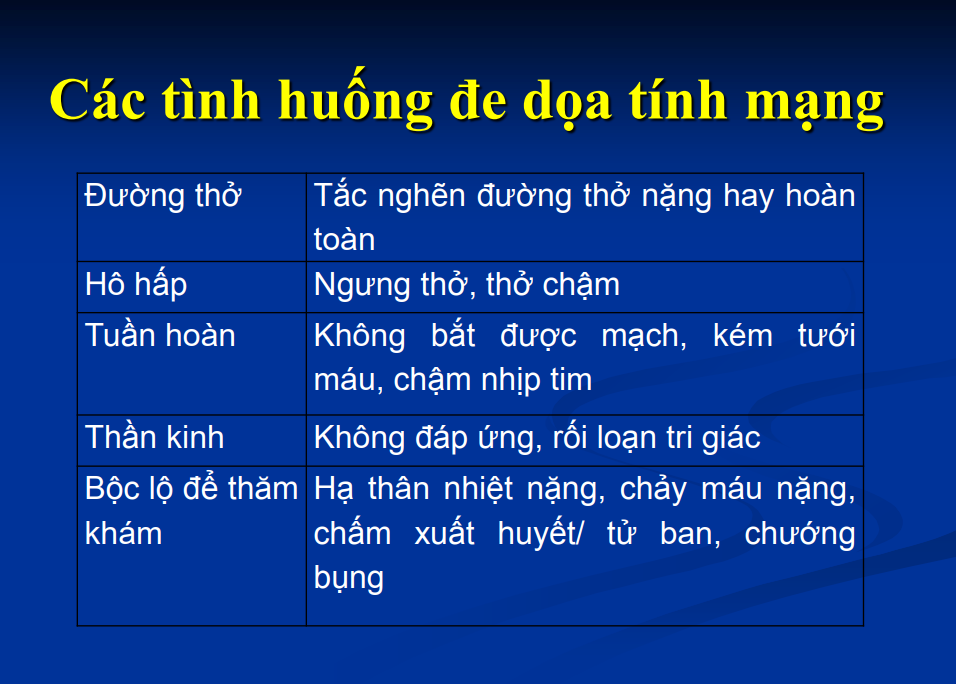 Các tình huống đe dọa tính mạng
Đường thở
Tắc nghẽn đường thở nặng hay hoàn
toàn
Hô hấp
Ngưng thở, thở chậm
Tuần hoàn
Không bắt được mạch, kém tưới
máu, chậm nhịp tim
Thần kinh
Không đáp ứng, rối loạn tri giác
Bộc lộ để thăm
khám
Hạ thân nhiệt nặng, chảy máu nặng,
chấm xuất huyết/ tử ban, chướng
bụng